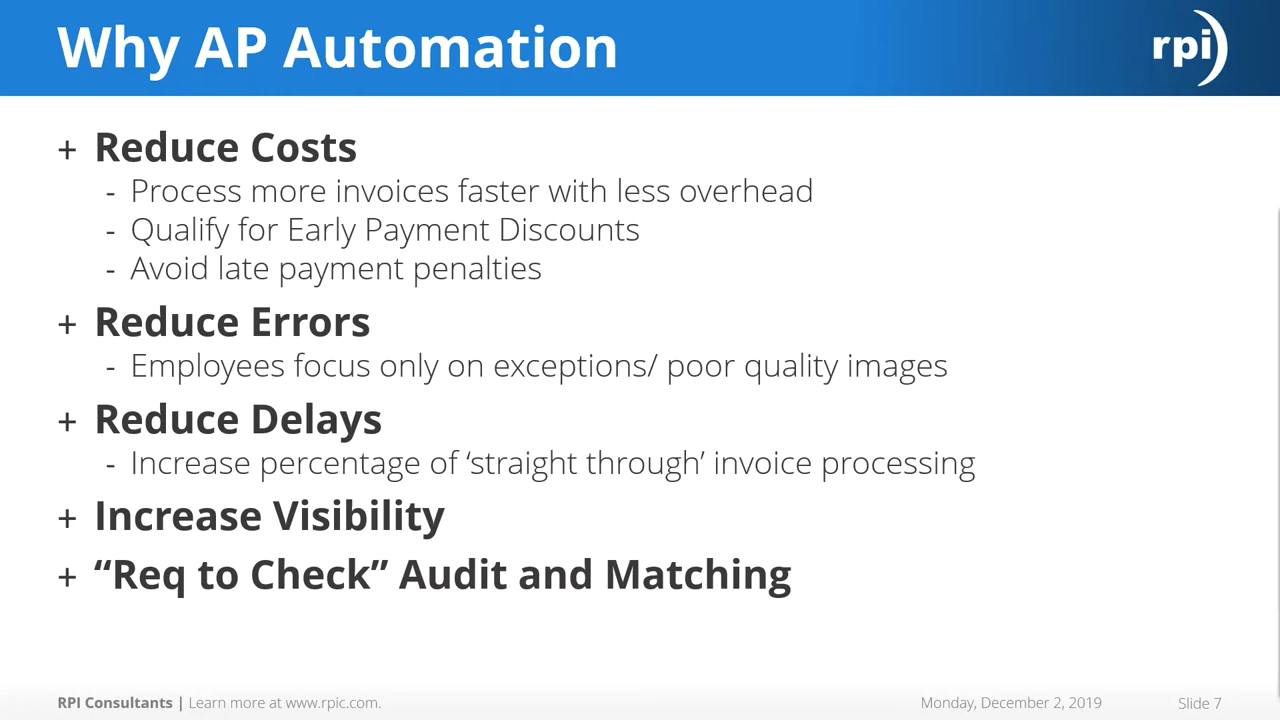 Why AP Automation
rpi
+ Reduce Costs
- Process more invoices faster with less overhead
- Qualify for Early Payment Discounts
- Avoid late payment penalties
+ Reduce Errors
- Employees focus only on exceptions/ poor quality images
+ Reduce Delays
- Increase percentage of ‘straight through’ invoice processing
+ Increase Visibility
+ “Req to Check” Audit and Matching
RPI Consultants | Learn more at www.rpic.com.
Monday, December 2, 2019
Slide 7